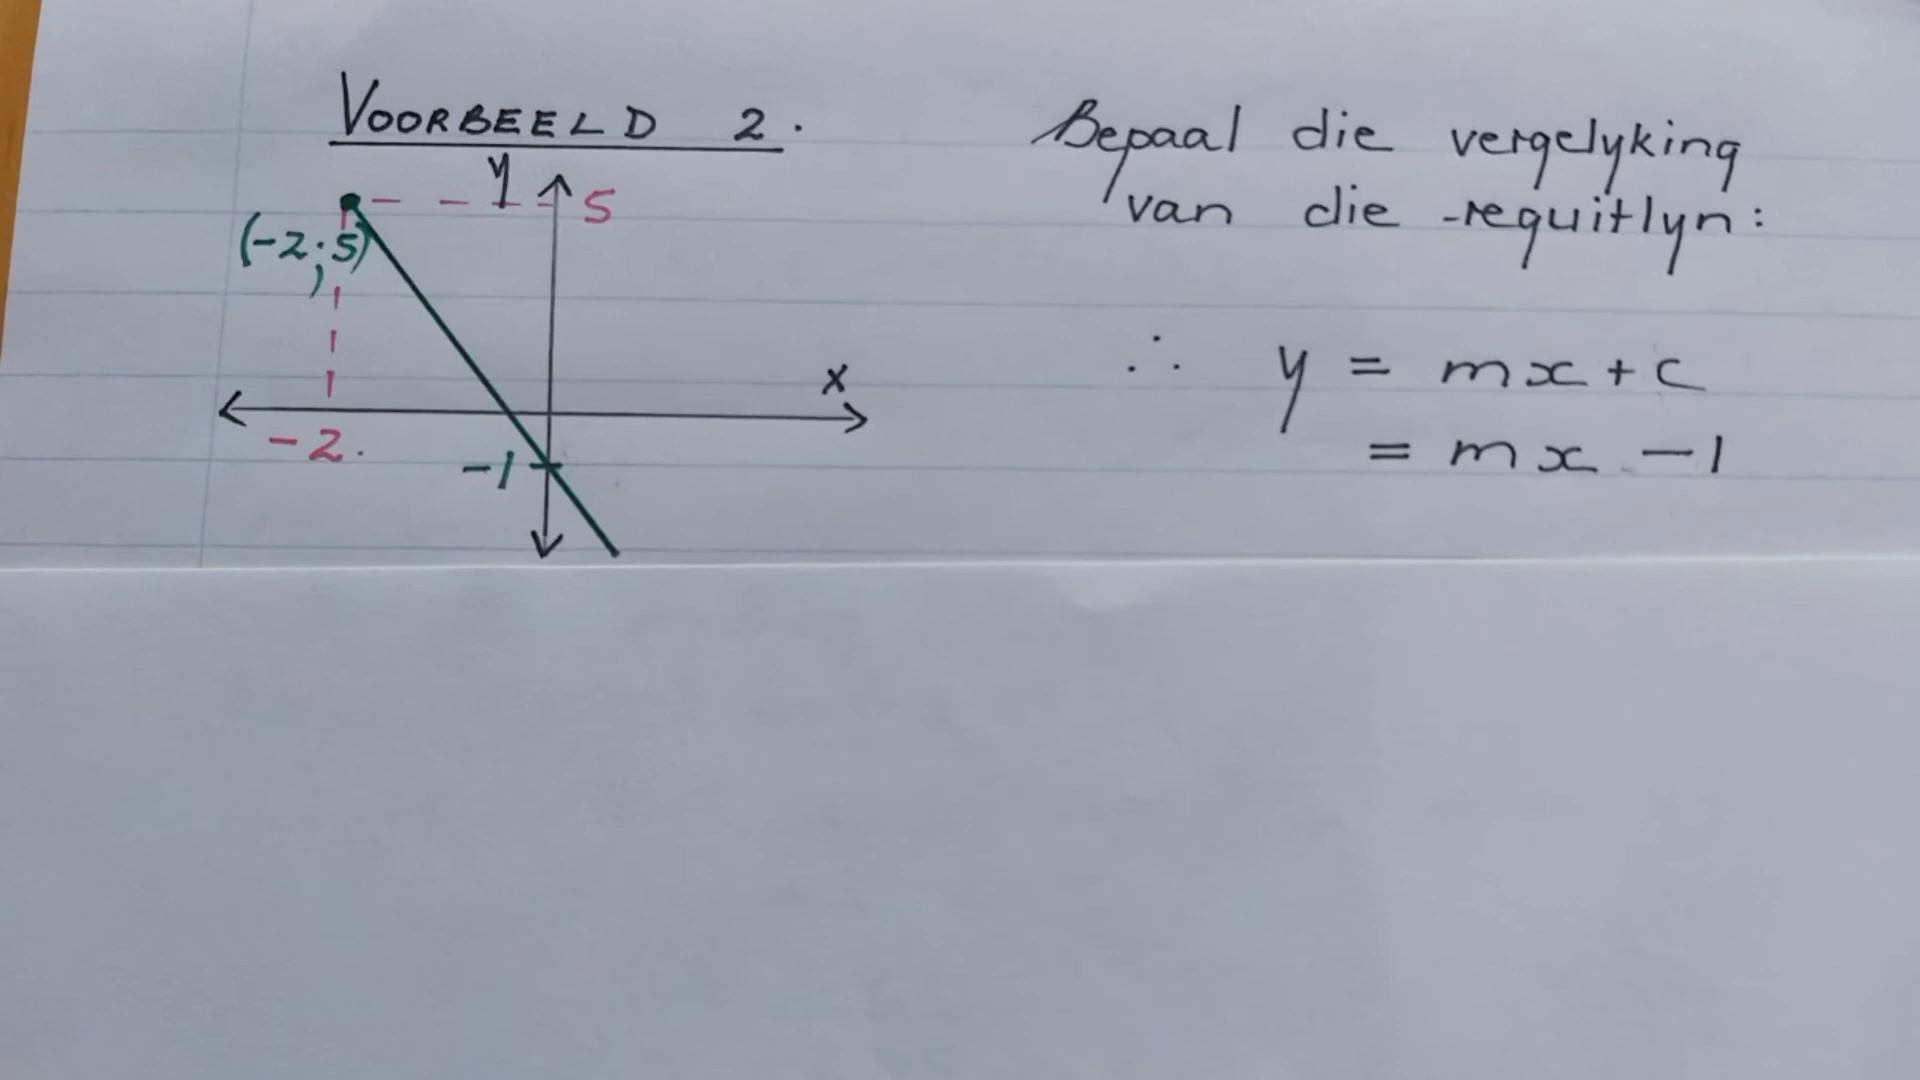 VOORBEELD 2.
y
5
(-2;5)
x
-2.
-1
Bepaal die vergelyking
van die reguitlyn:
∴ y = mx + c
= mx - 1